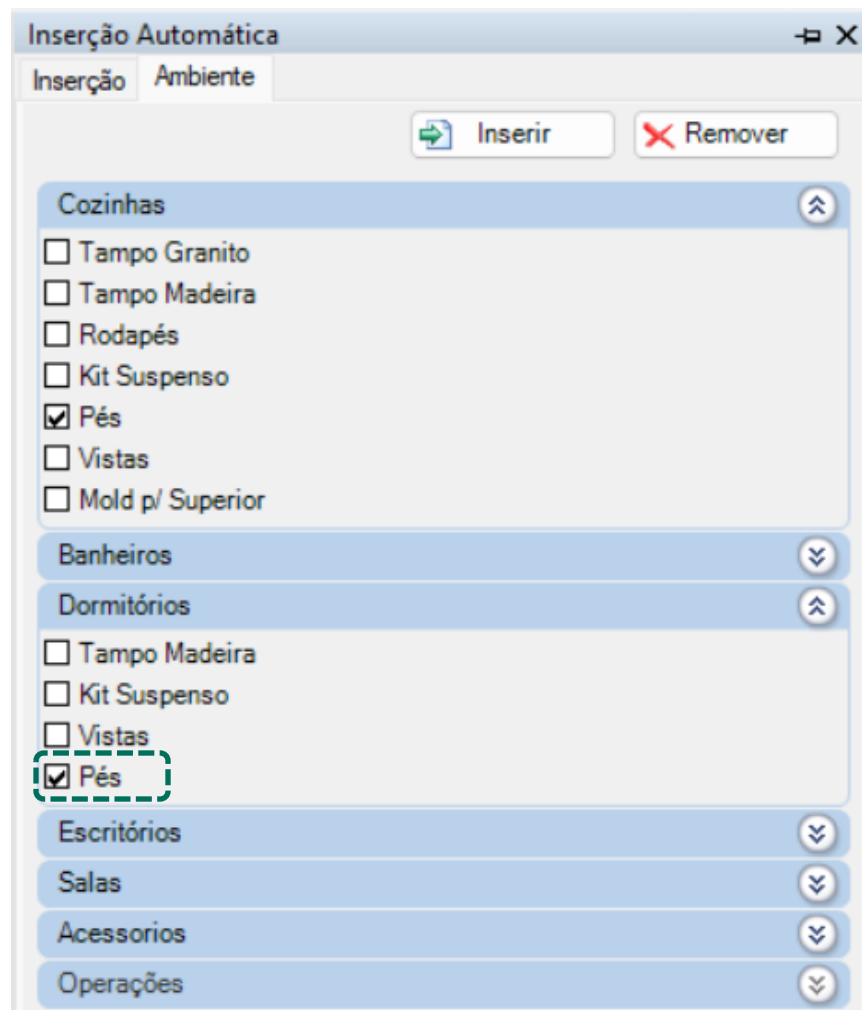 Inserção Automática
Inserção Ambiente
Inserir Remover
Cozinhas
Tampo Granito
Tampo Madeira
Rodapés
Kit Suspenso
Pés
Vistas
Mold p/ Superior
Banheiros
Dormitórios
Tampo Madeira
Kit Suspenso
Vistas
Pés
Escritórios
Salas
Acessorios
Operações